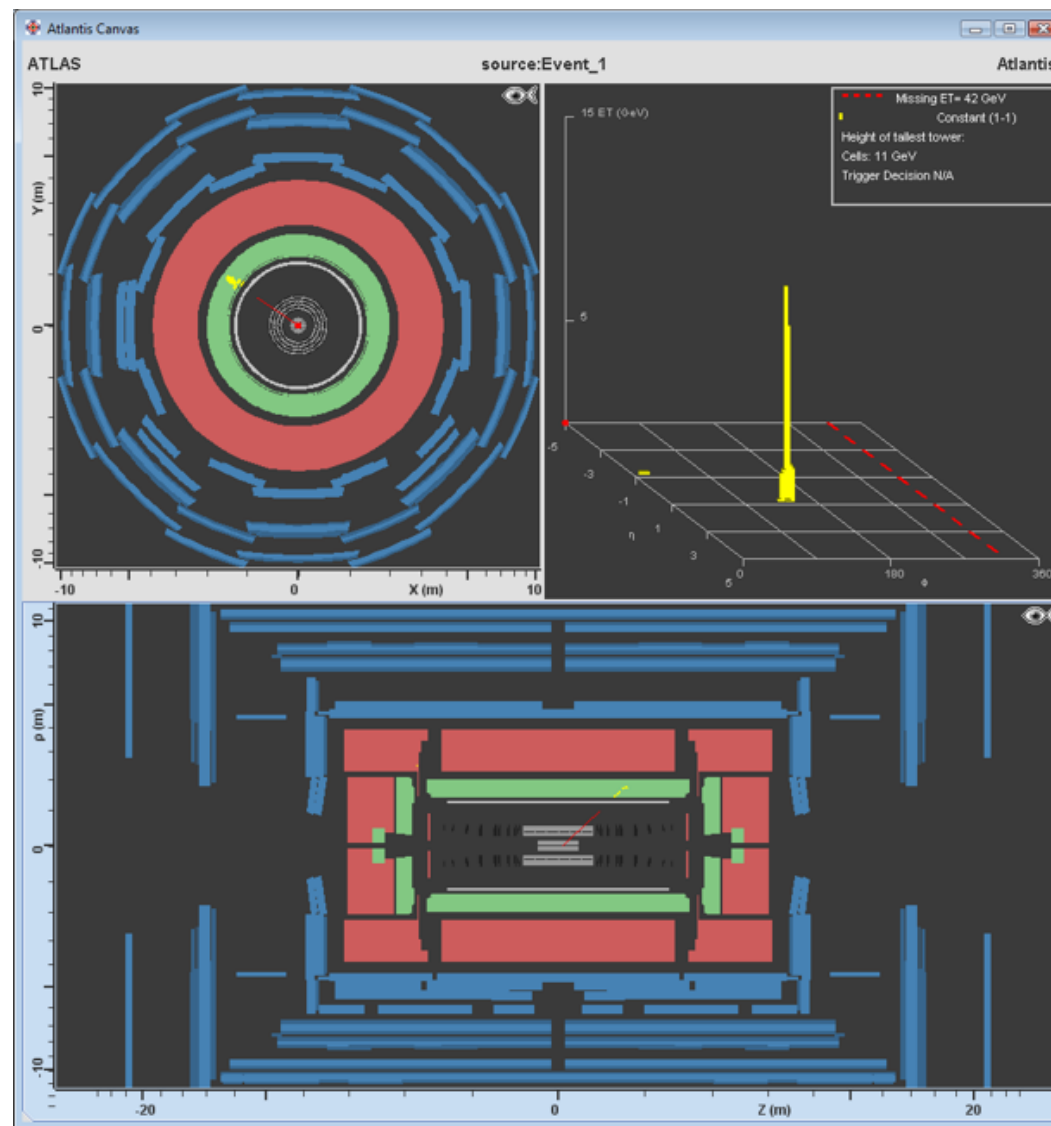 Atlantis Canvas
ATLAS source:Event_1 Atlantis
10
Y (m)
0
-10
-10 0 X (m) 10
15 ET (GeV)
Missing ET= 42 GeV
Constant (1-1)
Height of tallest tower:
Cells: 11 GeV
Trigger Decision N/A
5
-5
-3
-1
η 1
3
5 0 180 Φ 360
10
ρ (m)
0
-10
-20 0 Z (m) 20